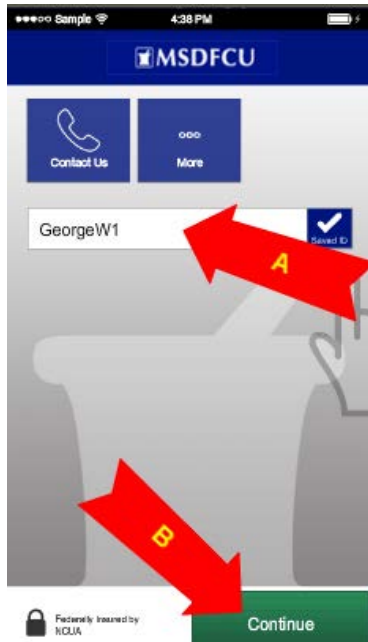 Sample 4:38 PM
MSDFCU
Contact Us
More
GeorgeW1
Saved ID
A
B
Federally Insured by
NCUA
Continue